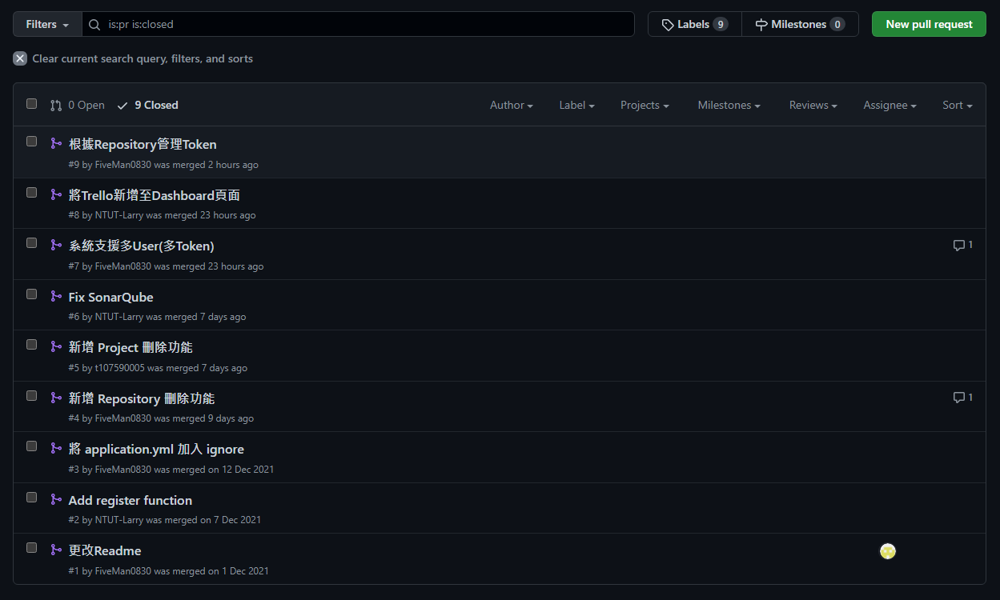 Filters is:pr is:closed Labels 9 Milestones 0 New pull request
Clear current search query, filters, and sorts
0 Open 9 Closed Author Label Projects Milestones Reviews Assignee Sort
根據Repository管理Token
#9 by FiveMan0830 was merged 2 hours ago
將Trello新增至Dashboard頁面
#8 by NTUT-Larry was merged 23 hours ago
系統支援多User(多Token) 1
#7 by FiveMan0830 was merged 23 hours ago
Fix SonarQube
#6 by NTUT-Larry was merged 7 days ago
新增 Project 刪除功能
#5 by t107590005 was merged 7 days ago
新增 Repository 刪除功能 1
#4 by FiveMan0830 was merged 9 days ago
將 application.yml 加入 ignore
#3 by FiveMan0830 was merged on 12 Dec 2021
Add register function
#2 by NTUT-Larry was merged on 7 Dec 2021
更改Readme
#1 by FiveMan0830 was merged on 1 Dec 2021